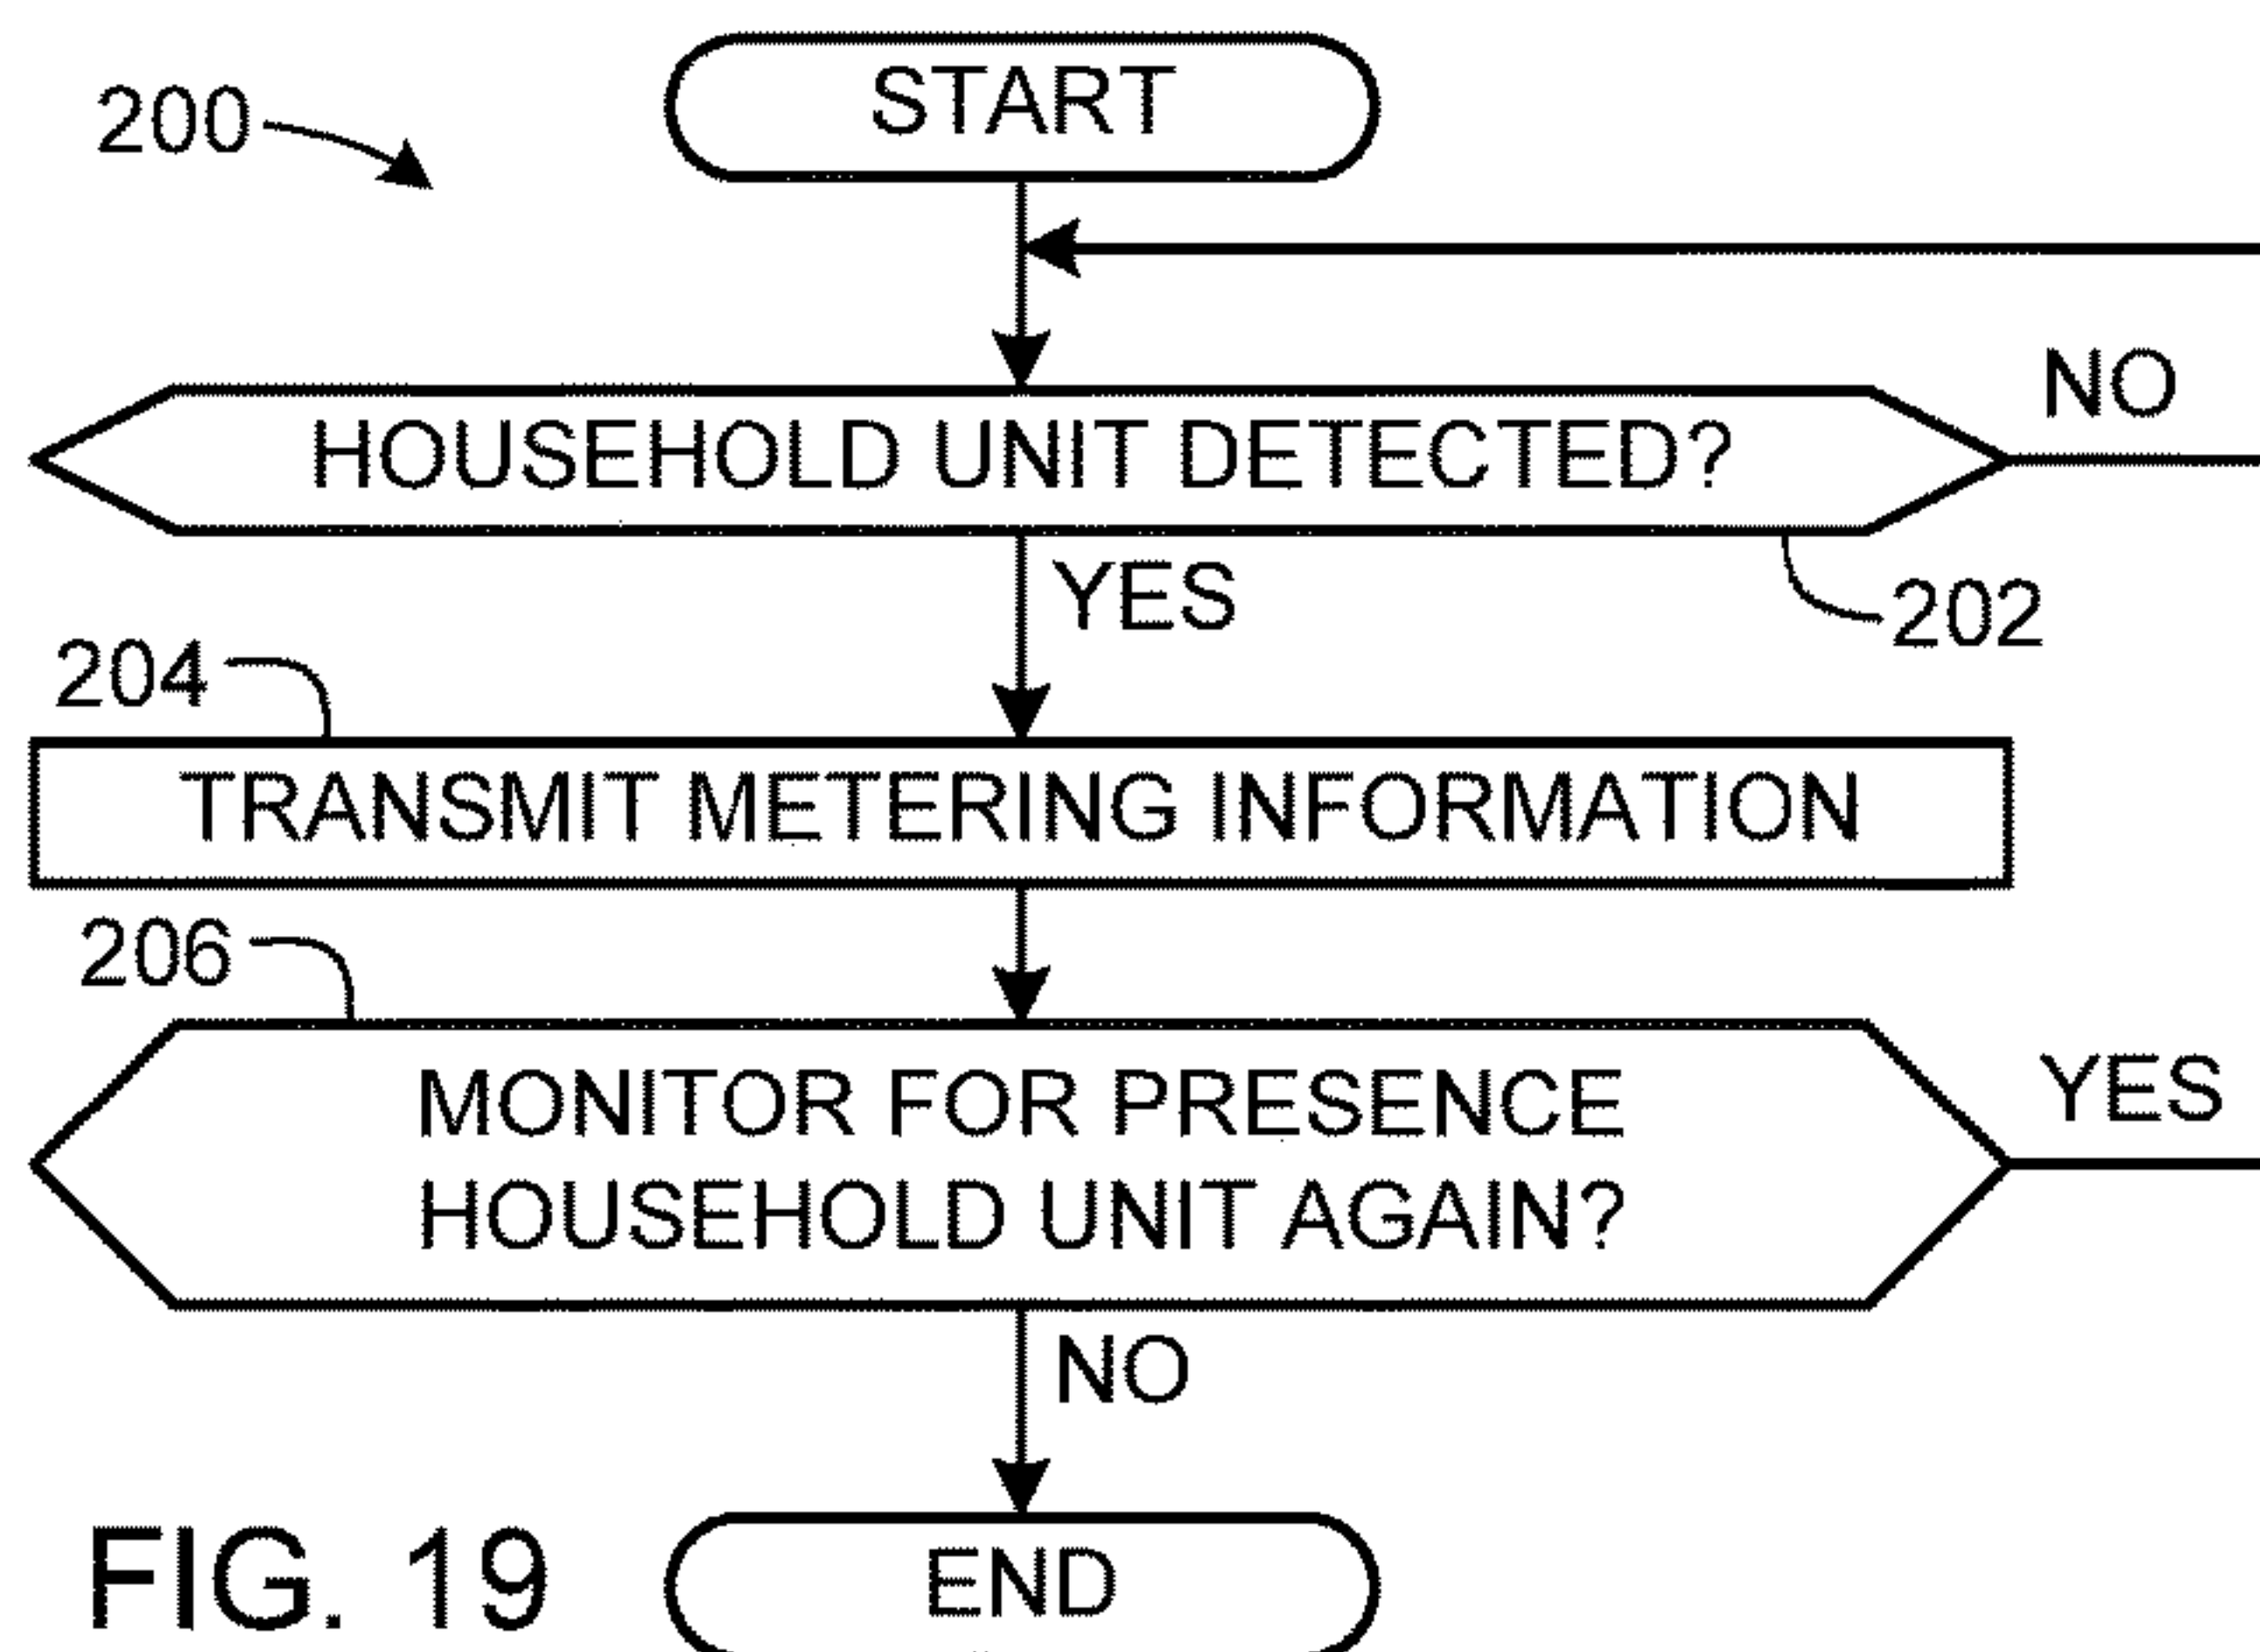 200
START
HOUSEHOLD UNIT DETECTED?
NO
YES
202
204
TRANSMIT METERING INFORMATION
206
MONITOR FOR PRESENCE
HOUSEHOLD UNIT AGAIN?
YES
NO
END
FIG. 19